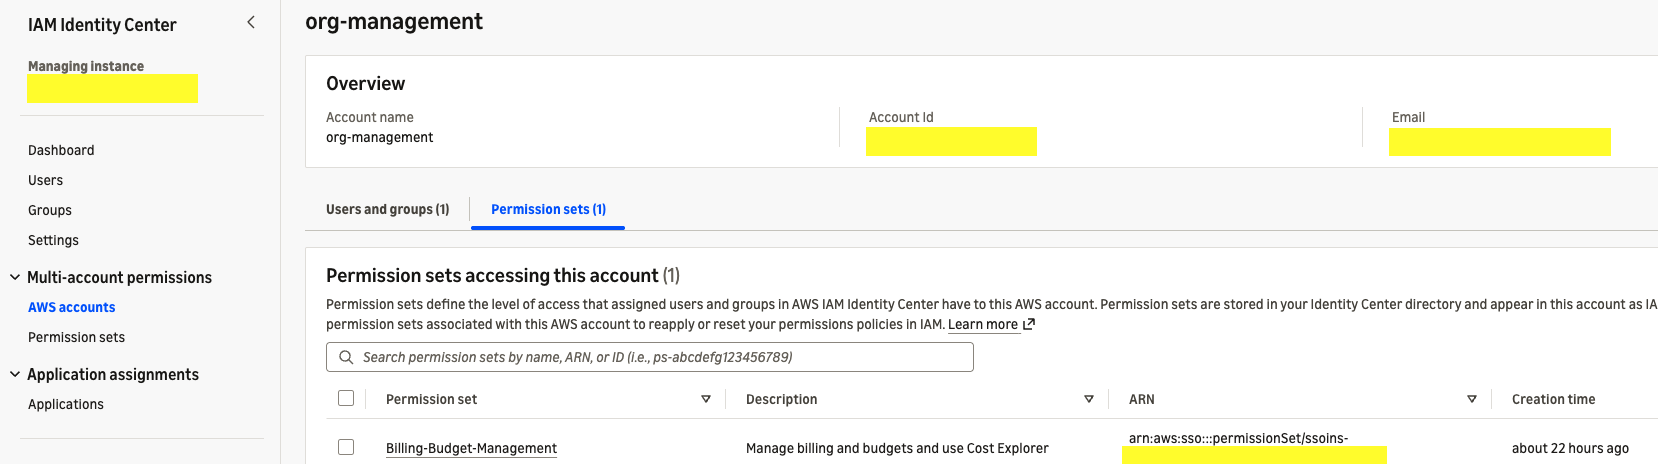 IAM Identity Center
Managing instance
Dashboard
Users
Groups
Settings
Multi-account permissions
AWS accounts
Permission sets
Application assignments
Applications
org-management
Overview
Account name
org-management
Account Id
Email
Users and groups (1)
Permission sets (1)
Permission sets accessing this account (1)
Permission sets define the level of access that assigned users and groups in AWS IAM Identity Center have to this AWS account. Permission sets are stored in your Identity Center directory and appear in this account as IA
permission sets associated with this AWS account to reapply or reset your permissions policies in IAM. Learn more
Search permission sets by name, ARN, or ID (i.e., ps-abcdefg123456789)
Permission set
Description
ARN
Creation time
Billing-Budget-Management
Manage billing and budgets and use Cost Explorer
arn:aws:sso:::permissionSet/ssoins-
about 22 hours ago